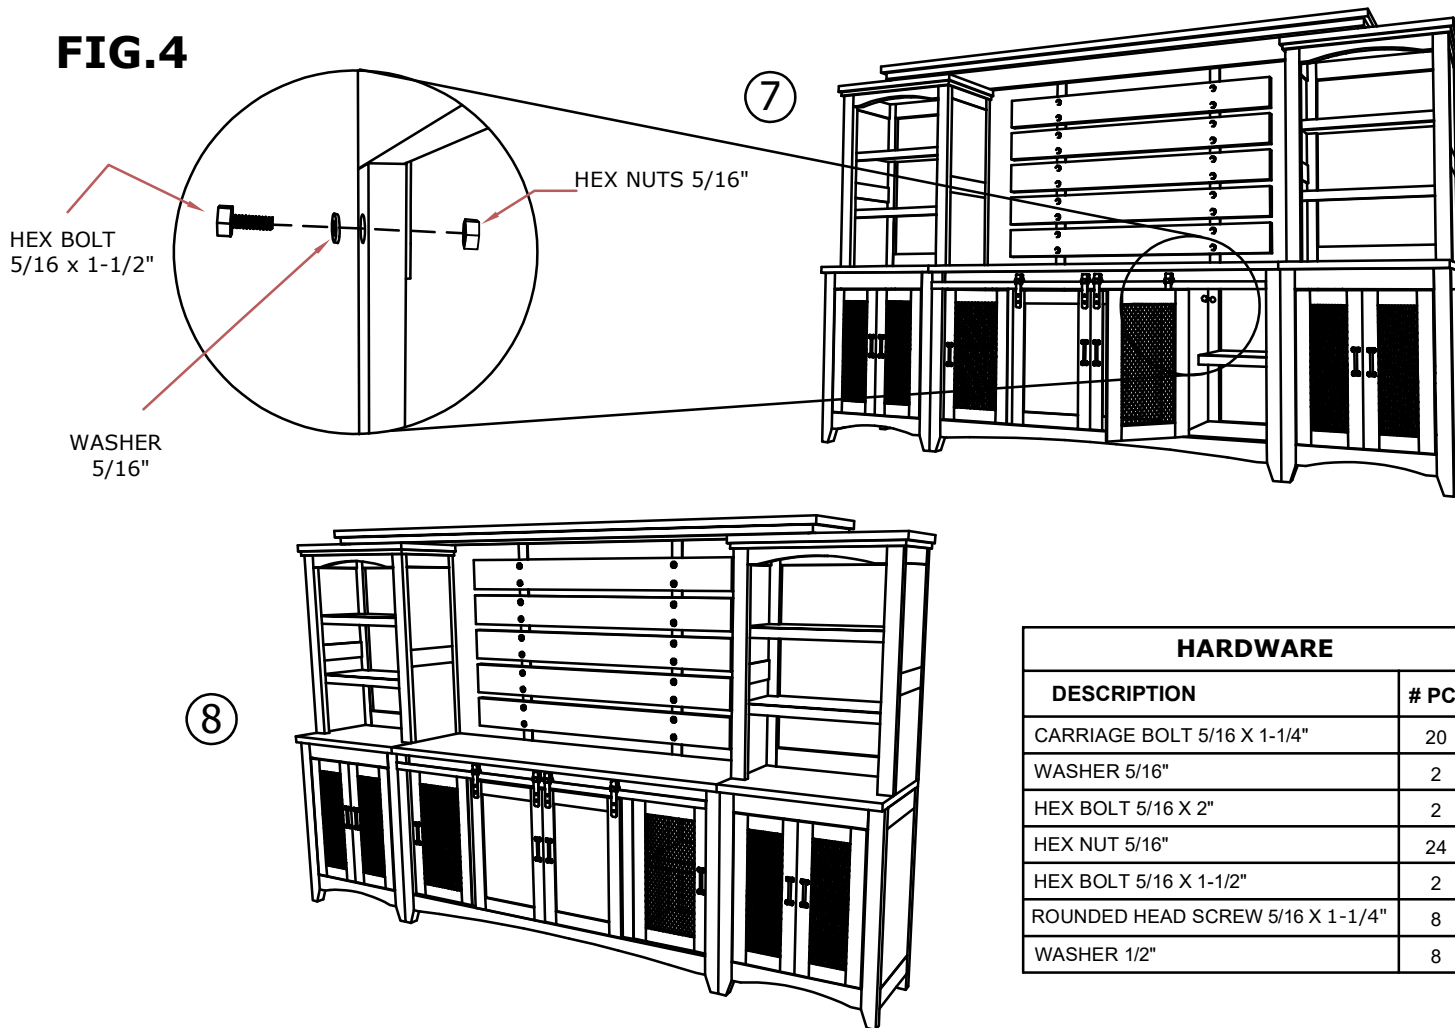 FIG.4
7
HEX NUTS 5/16"
HEX BOLT
5/16 x 1-1/2"
WASHER
5/16"
8
HARDWARE
DESCRIPTION # PC
CARRIAGE BOLT 5/16 X 1-1/4" 20
WASHER 5/16" 2
HEX BOLT 5/16 X 2" 2
HEX NUT 5/16" 24
HEX BOLT 5/16 X 1-1/2" 2
ROUNDED HEAD SCREW 5/16 X 1-1/4" 8
WASHER 1/2" 8